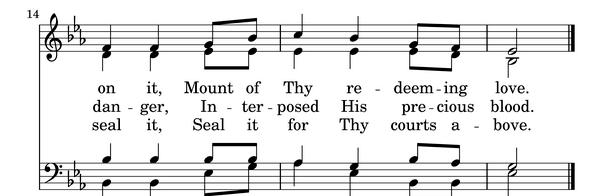 14
on it, Mount of Thy re - deem - ing love.
dan - ger, In - ter - posed His pre - cious blood.
seal it, Seal it for Thy courts a - bove.